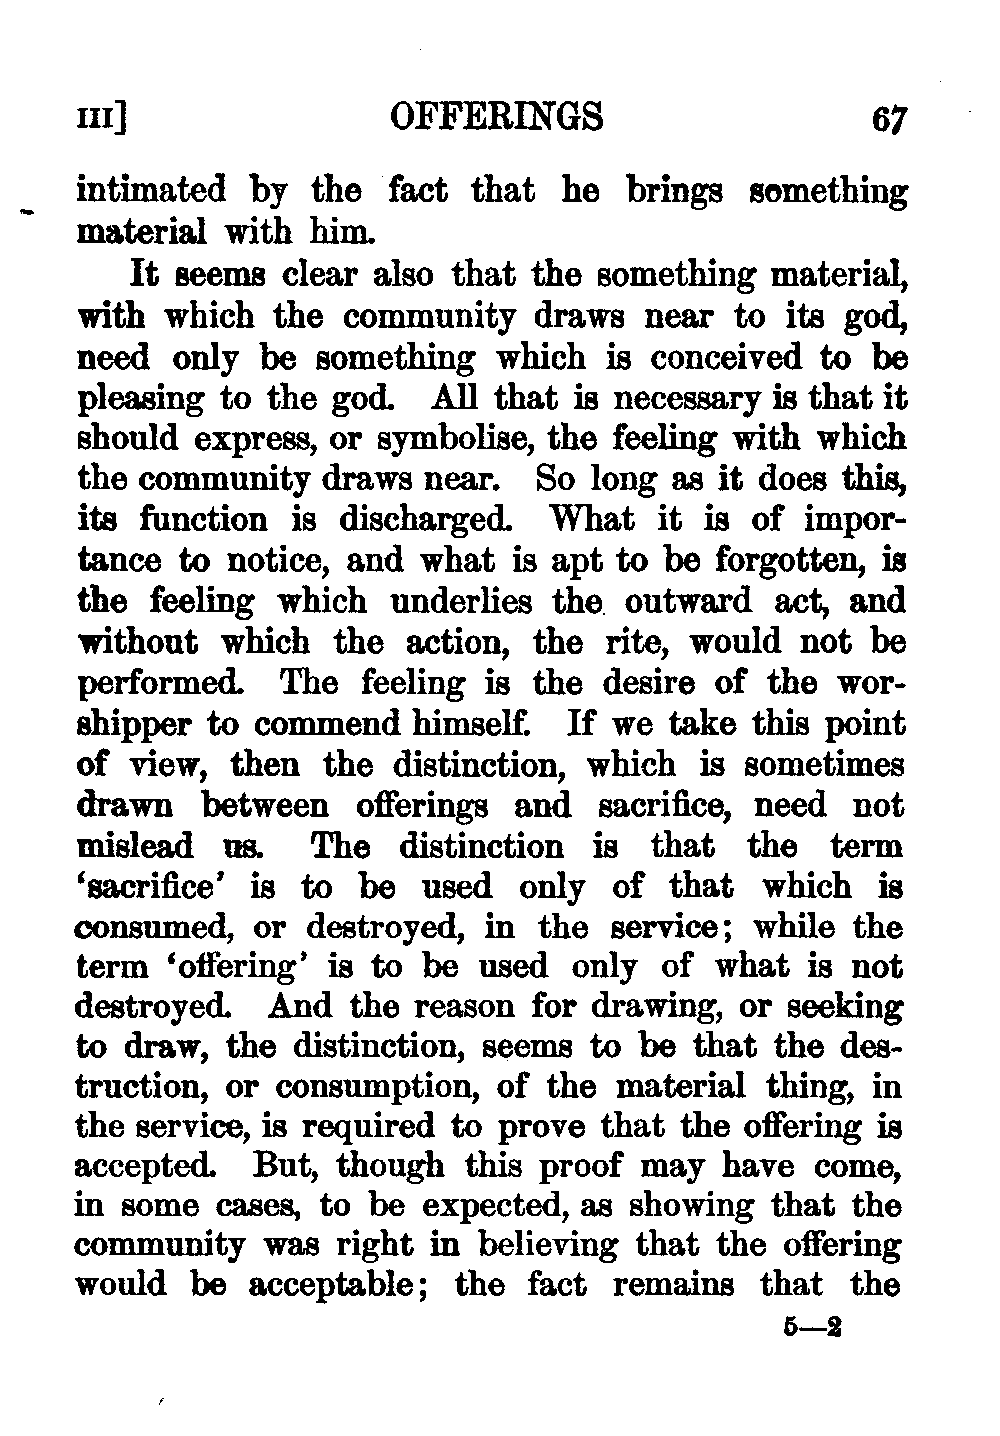 III] OFFERINGS 67
intimated by the fact that he brings something
material with him.
It seems clear also that the something material,
with which the community draws near to its god,
need only be something which is conceived to be
pleasing to the god. All that is necessary is that it
should express, or symbolise, the feeling with which
the community draws near. So long as it does this,
its function is discharged. What it is of impor-
tance to notice, and what is apt to be forgotten, is
the feeling which underlies the outward act, and
without which the action, the rite, would not be
performed. The feeling is the desire of the wor-
shipper to commend himself. If we take this point
of view, then the distinction, which is sometimes
drawn between offerings and sacrifice, need not
mislead us. The distinction is that the term
‘sacrifice’ is to be used only of that which is
consumed, or destroyed, in the service; while the
term ‘offering’ is to be used only of what is not
destroyed. And the reason for drawing, or seeking
to draw, the distinction, seems to be that the des-
truction, or consumption, of the material thing, in
the service, is required to prove that the offering is
accepted. But, though this proof may have come,
in some cases, to be expected, as showing that the
community was right in believing that the offering
would be acceptable; the fact remains that the
5—2